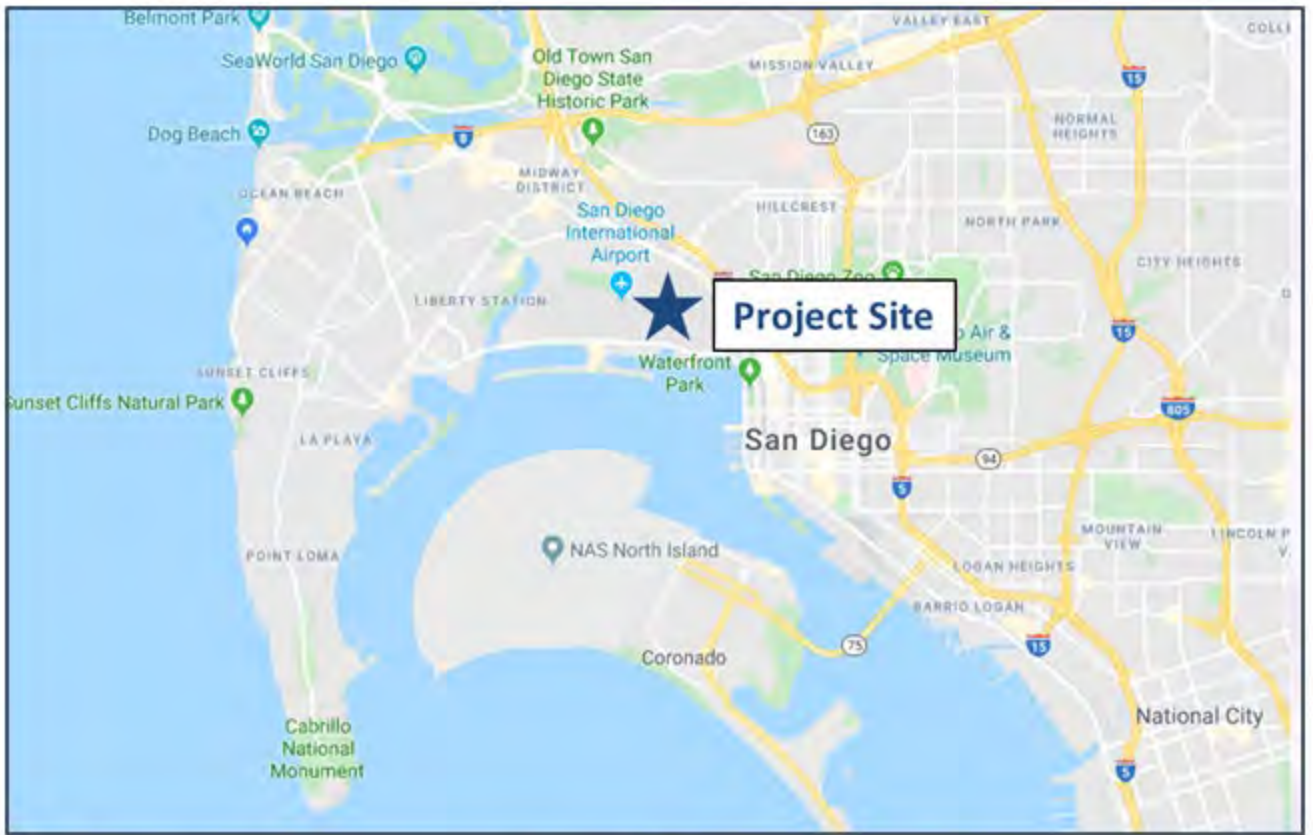 Belmont Park
SeaWorld San Diego
Dog Beach
OCEAN BEACH
Old Town San
Diego State
Historic Park
VALLEY EAST
MISSION VALLEY
15
8
163
NORMAL
HEIGHTS
MIDWAY
DISTRICT
San Diego
International
Airport
HILLCREST
NORTH PARK
CITY HEIGHTS
LIBERTY STATION
San Diego Zoo
Project Site
Air &
Space Museum
15
Waterfront
Park
SUNSET CLIFFS
Sunset Cliffs Natural Park
805
LA PLAYA
San Diego
94
5
MOUNTAIN
VIEW
LINCOLN
POINT LOMA
NAS North Island
LOGAN HEIGHTS
BARRIO LOGAN
75
15
Coronado
National City
Cabrillo
National
Monument
5